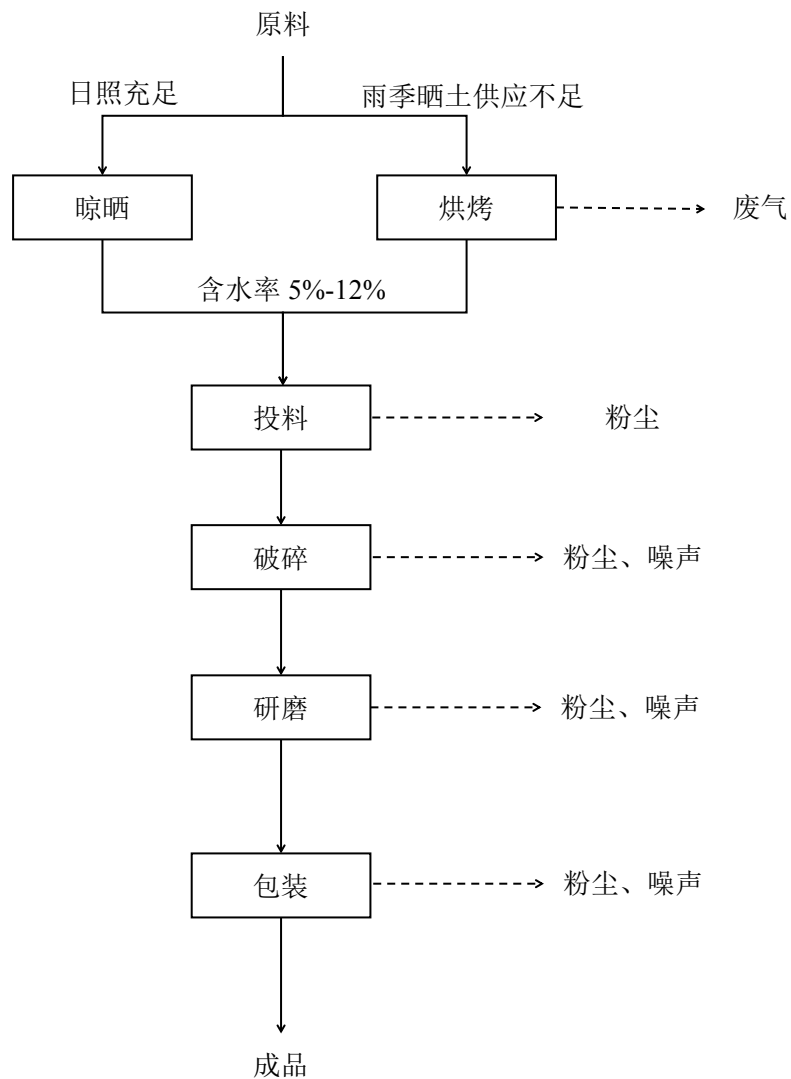 原料
日照充足
雨季晒土供应不足
晾晒
烘烤
废气
含水率 5%-12%
投料
粉尘
破碎
粉尘、噪声
研磨
粉尘、噪声
包装
粉尘、噪声
成品